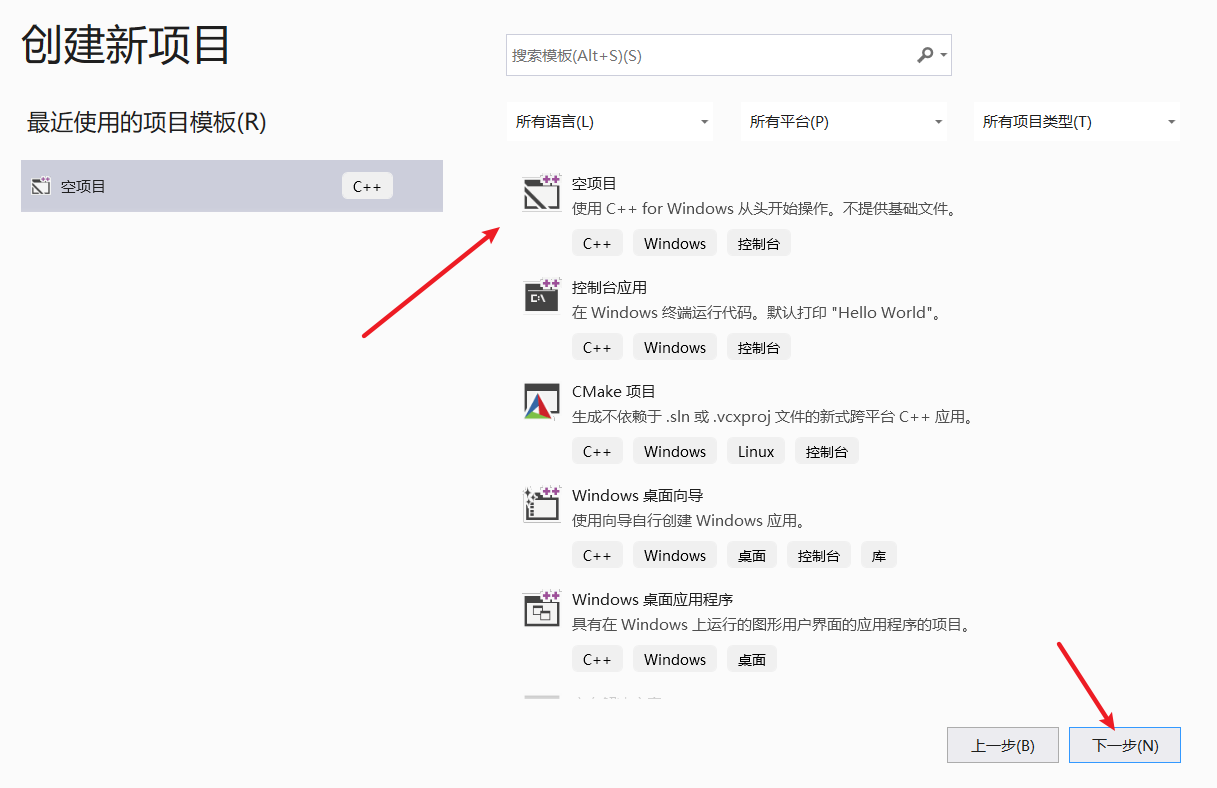 创建新项目
搜索模板(Alt+S)(S)
最近使用的项目模板(R)
所有语言(L) 所有平台(P) 所有项目类型(T)
空项目 C++
空项目
使用 C++ for Windows 从头开始操作。不提供基础文件。
C++ Windows 控制台
控制台应用
在 Windows 终端运行代码。默认打印 "Hello World"。
C++ Windows 控制台
CMake 项目
生成不依赖于 .sln 或 .vcxproj 文件的新式跨平台 C++ 应用。
C++ Windows Linux 控制台
Windows 桌面向导
使用向导自行创建 Windows 应用。
C++ Windows 桌面 控制台 库
Windows 桌面应用程序
具有在 Windows 上运行的图形用户界面的应用程序的项目。
C++ Windows 桌面
上一步(B) 下一步(N)